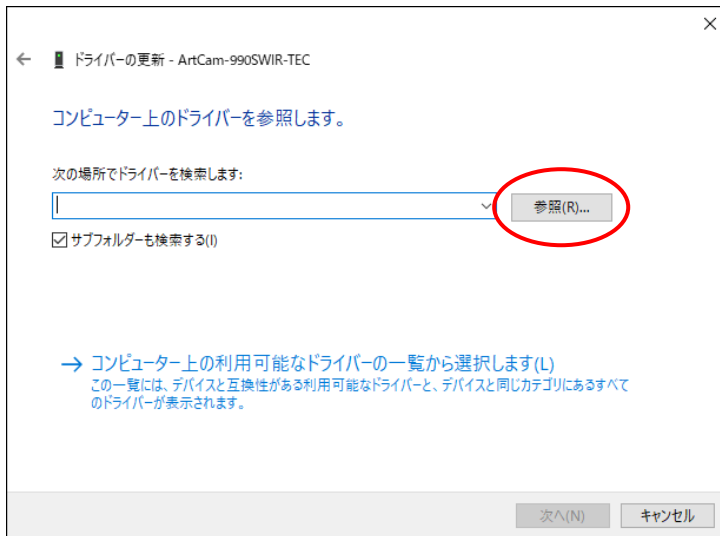 ドライバーの更新 - ArtCam-990SWIR-TEC
コンピューター上のドライバーを参照します。
次の場所でドライバーを検索します:
参照(R)...
サブフォルダーも検索する(I)
コンピューター上の利用可能なドライバーの一覧から選択します(L)
この一覧には、デバイスと互換性がある利用可能なドライバーと、デバイスと同じカテゴリにあるすべて
のドライバーが表示されます。
次へ(N)
キャンセル